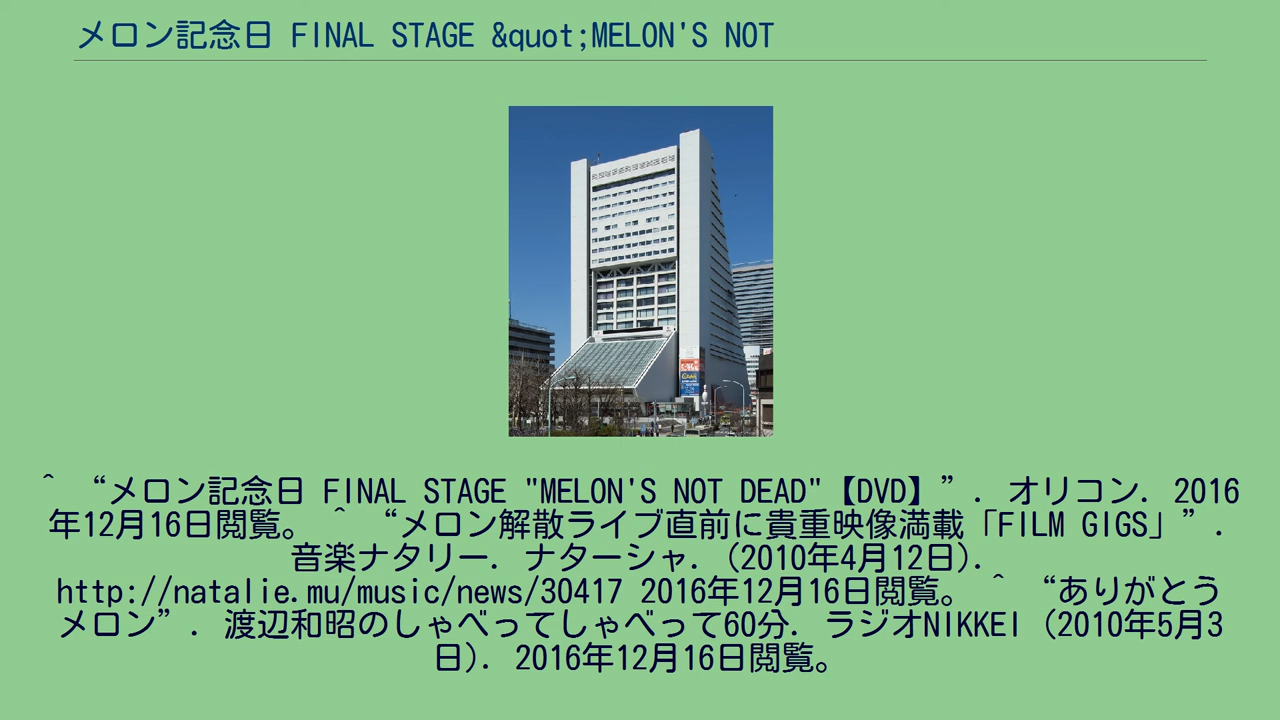 メロン記念日 FINAL STAGE &quot;MELON'S NOT
^ “メロン記念日 FINAL STAGE "MELON'S NOT DEAD"【DVD】”. オリコン. 2016
年12月16日閲覧。 ^ “メロン解散ライブ直前に貴重映像満載「FILM GIGS」”.
音楽ナタリー. ナターシャ. (2010年4月12日).
http://natalie.mu/music/news/30417 2016年12月16日閲覧。 ^ “ありがとう
メロン”. 渡辺和昭のしゃべってしゃべって60分. ラジオNIKKEI (2010年5月3
日). 2016年12月16日閲覧。